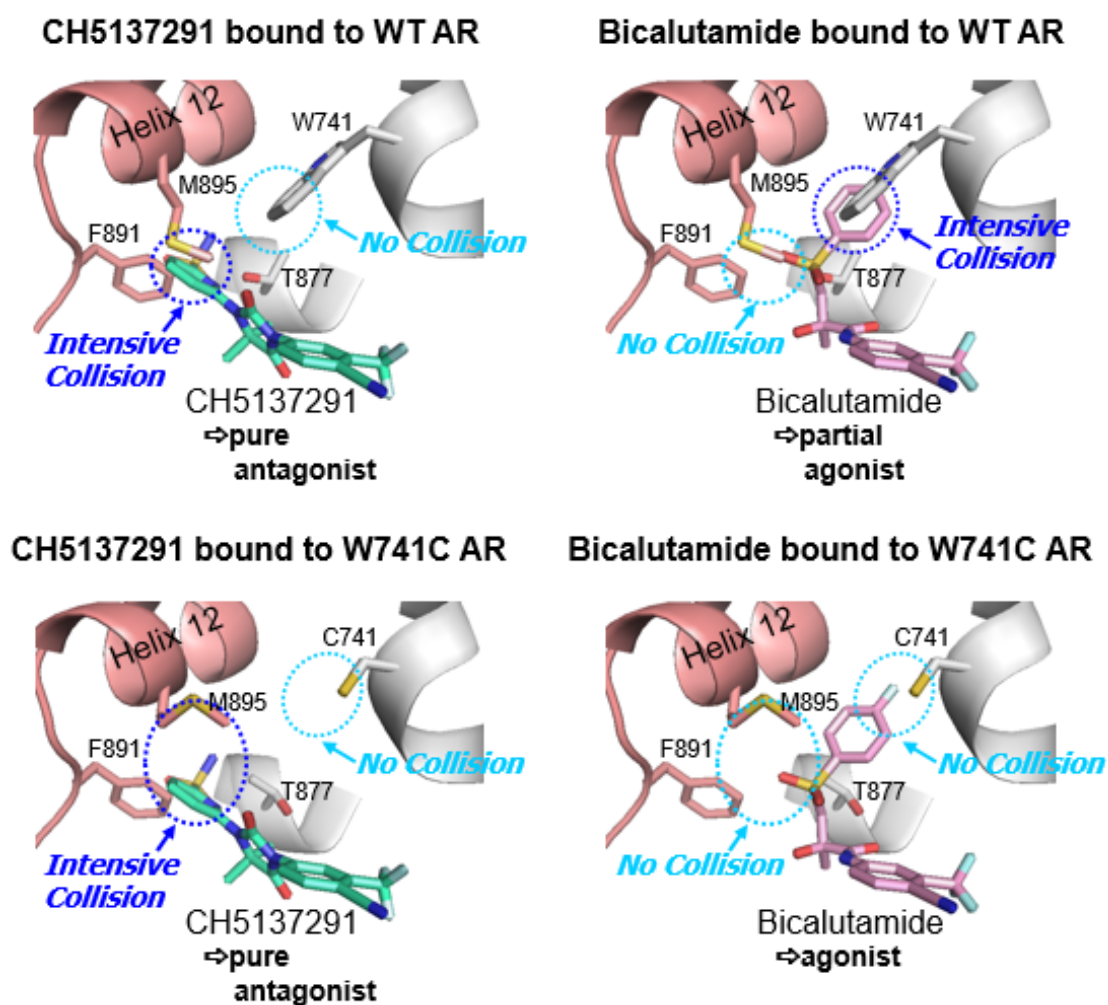 CH5137291 bound to WT AR
Helix 12
W741
M895
F891
No Collision
T877
Intensive
Collision
CH5137291
⇨pure
antagonist
Bicalutamide bound to WT AR
Helix 12
W741
M895
F891
Intensive
Collision
T877
No Collision
Bicalutamide
⇨partial
agonist
CH5137291 bound to W741C AR
Helix 12
C741
M895
F891
No Collision
T877
Intensive
Collision
CH5137291
⇨pure
antagonist
Bicalutamide bound to W741C AR
Helix 12
C741
M895
F891
No Collision
T877
No Collision
Bicalutamide
⇨agonist